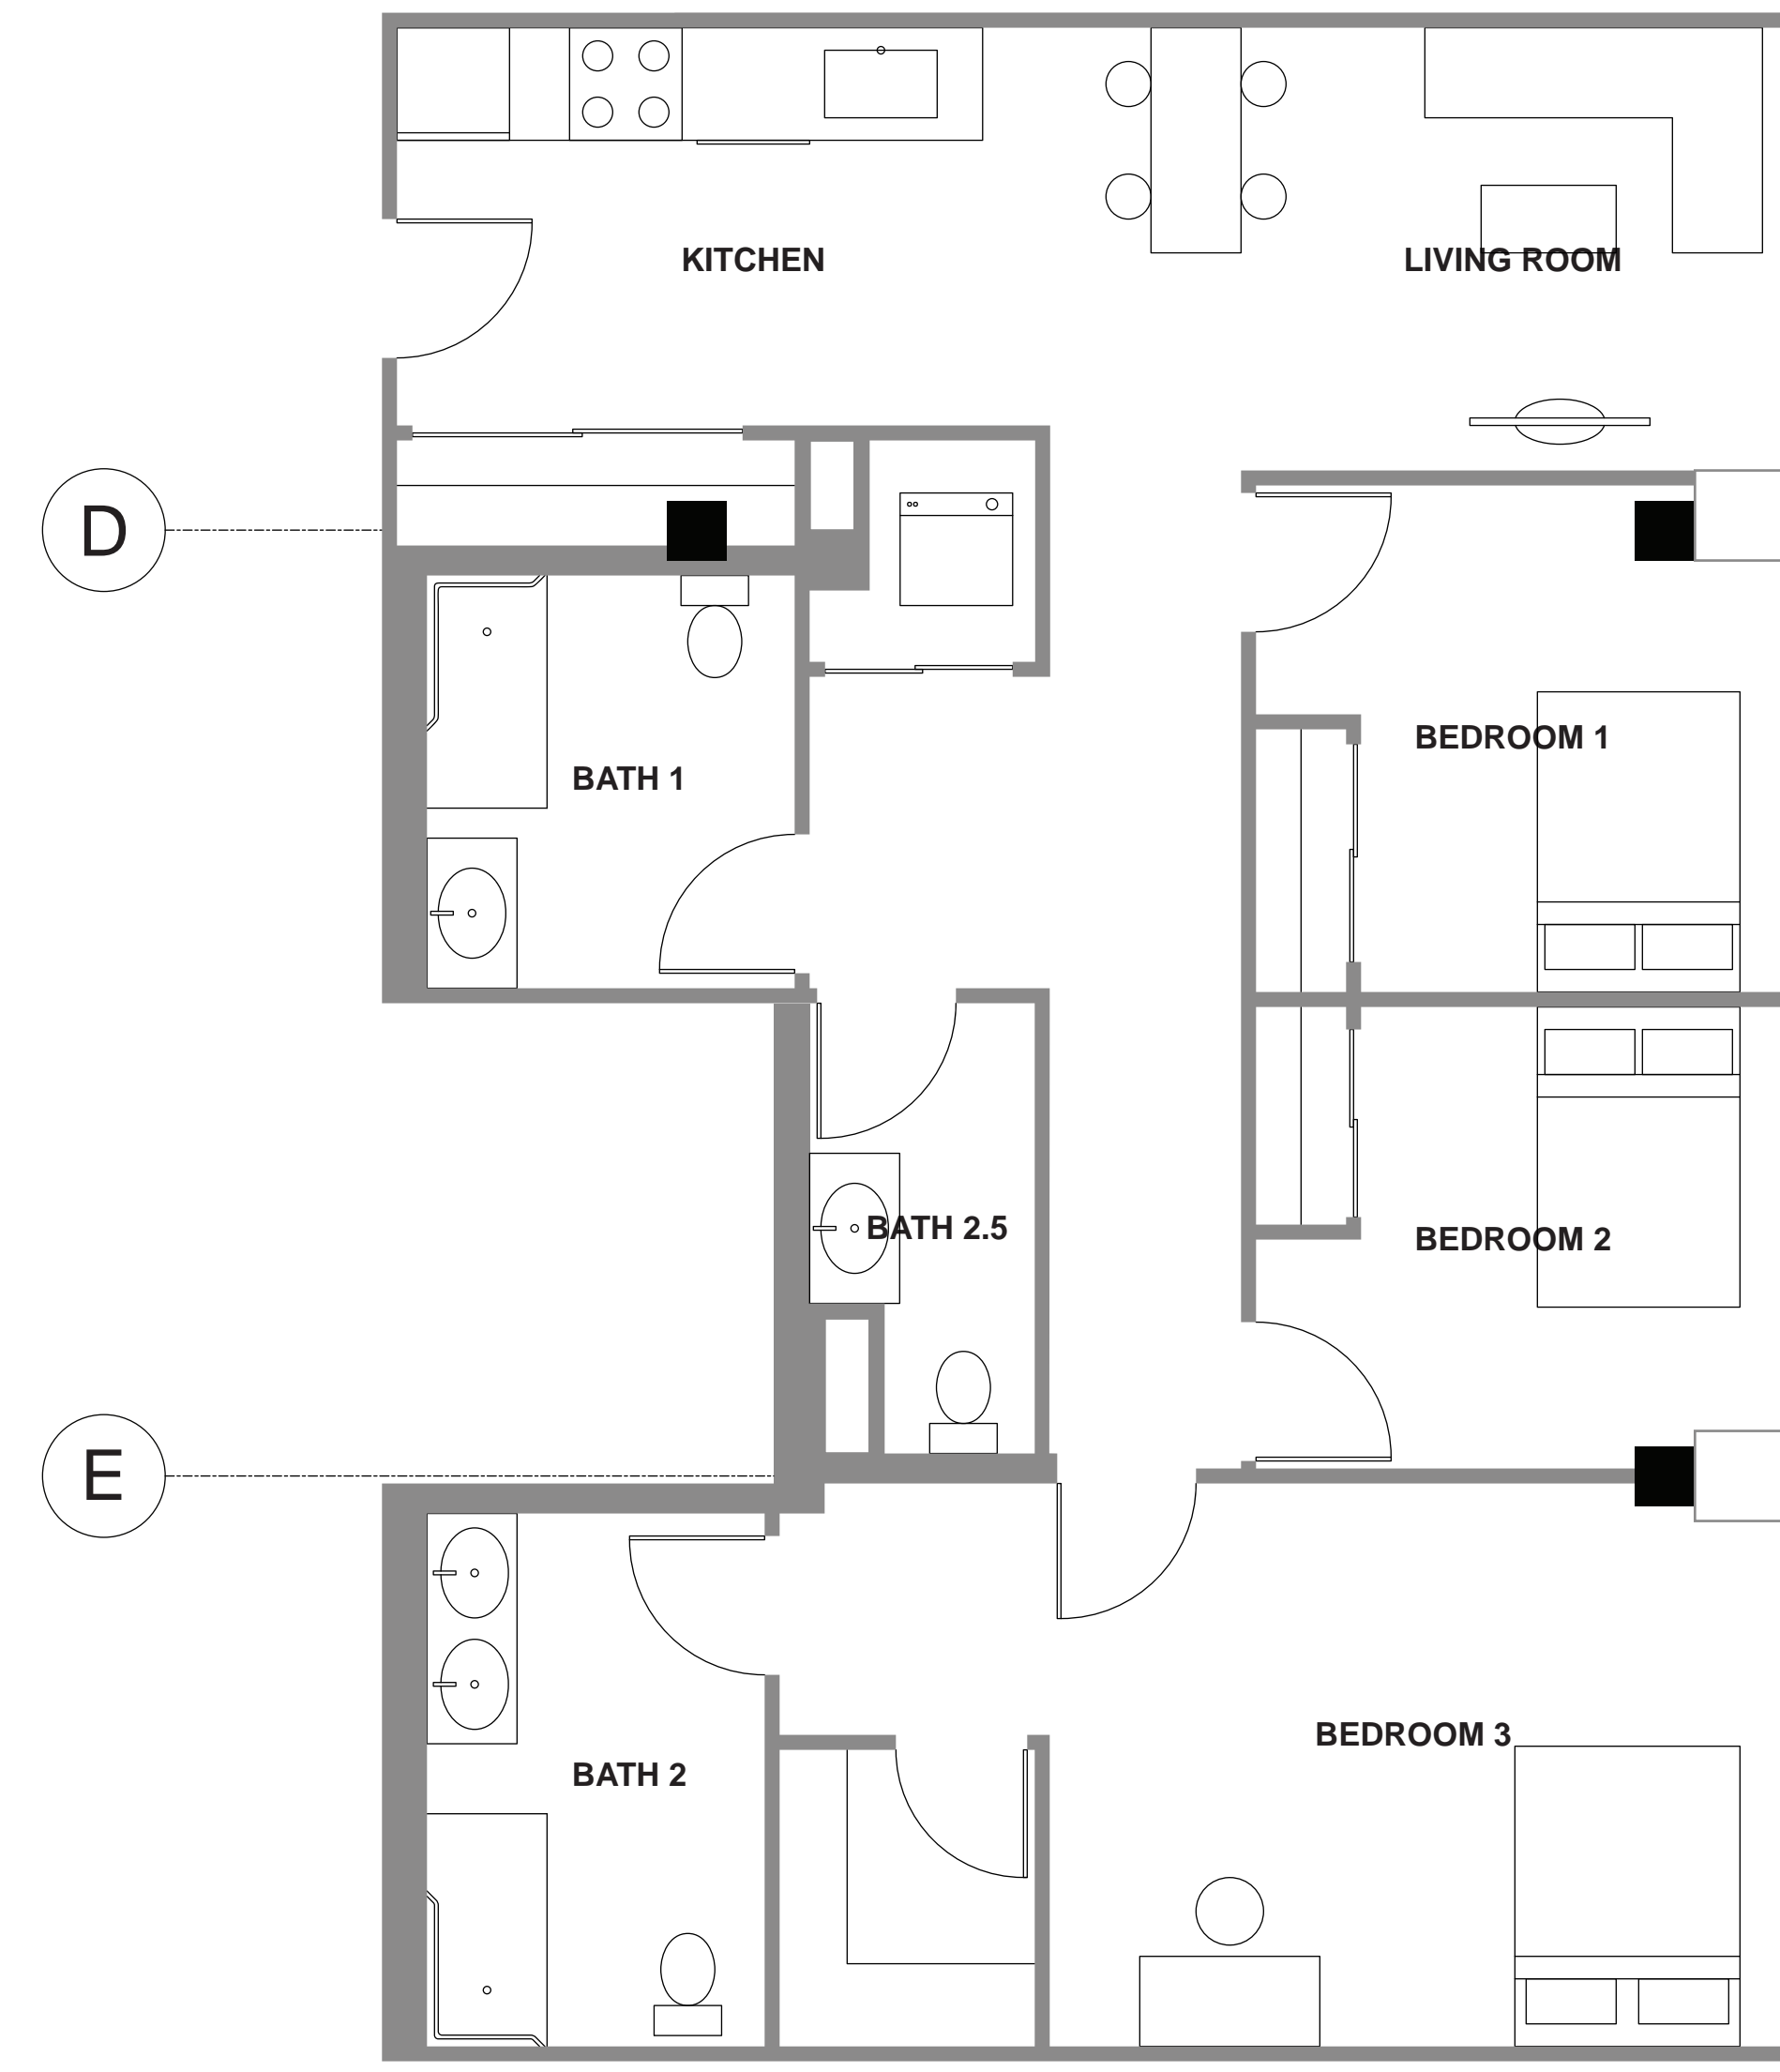 KITCHEN
LIVING ROOM
D
BEDROOM 1
BATH 1
BATH 2.5
BEDROOM 2
E
BEDROOM 3
BATH 2